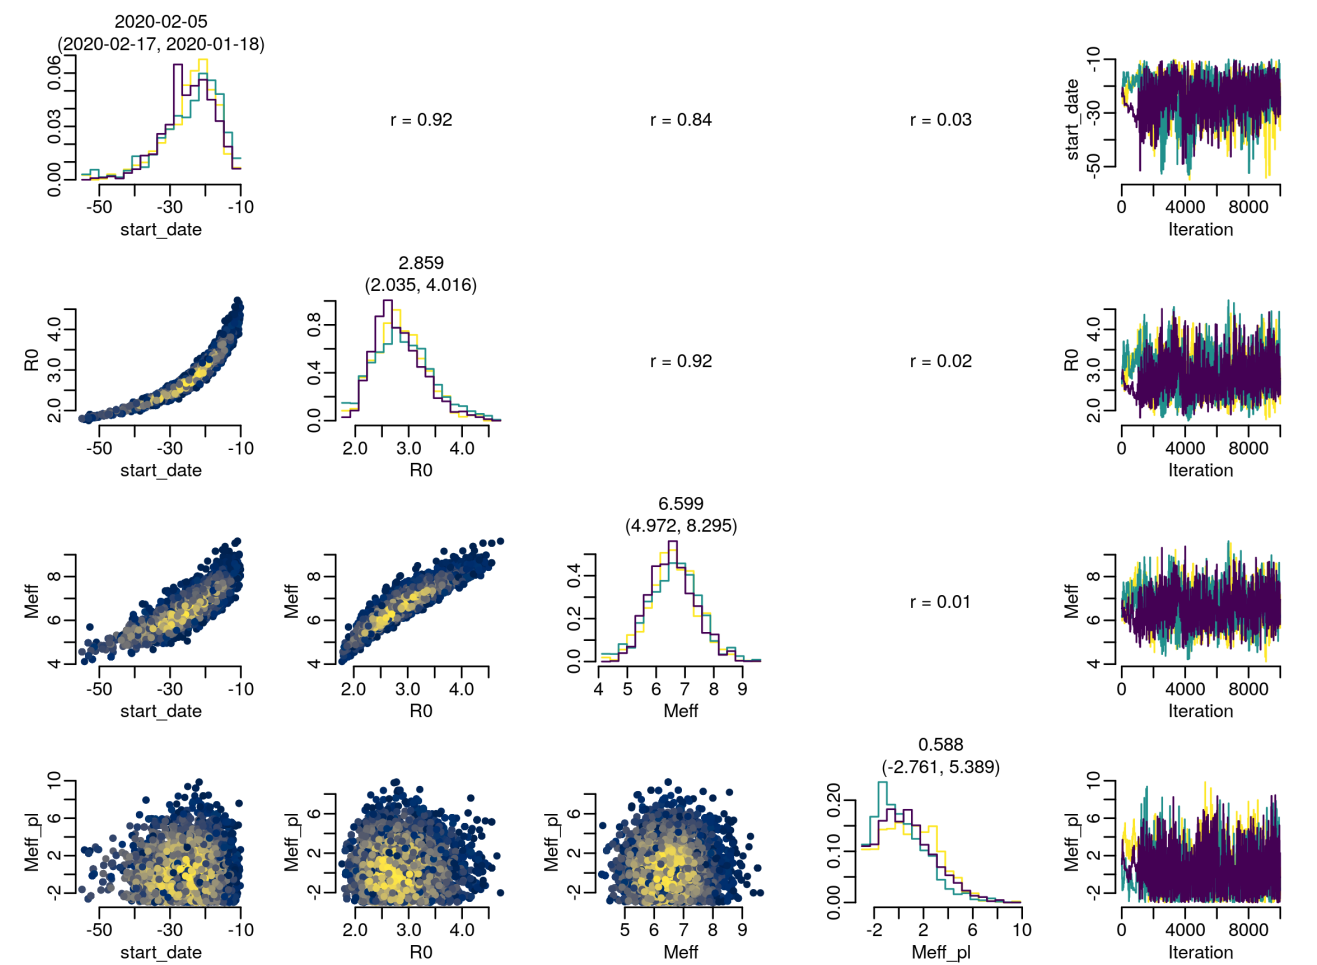 2020-02-05
(2020-02-17, 2020-01-18)
0.00 0.03 0.06
-50 -30 -10
start_date
r = 0.92
r = 0.84
r = 0.03
start_date
-50 -30 -10
0 4000 8000
Iteration
R0
2.0 3.0 4.0
-50 -30 -10
start_date
2.859
(2.035, 4.016)
0.0 0.4 0.8
2.0 3.0 4.0
R0
r = 0.92
r = 0.02
R0
2.0 3.0 4.0
0 4000 8000
Iteration
Meff
4 6 8
-50 -30 -10
start_date
Meff
4 6 8
2.0 3.0 4.0
R0
6.599
(4.972, 8.295)
0.0 0.2 0.4
4 5 6 7 8 9
Meff
r = 0.01
Meff
4 6 8
0 4000 8000
Iteration
Meff_pl
-2 2 6 10
-50 -30 -10
start_date
Meff_pl
-2 2 6
2.0 3.0 4.0
R0
Meff_pl
-2 2 6
5 6 7 8 9
Meff
0.588
(-2.761, 5.389)
0.00 0.10 0.20
-2 2 6 10
Meff_pl
Meff_pl
-2 2 6 10
0 4000 8000
Iteration